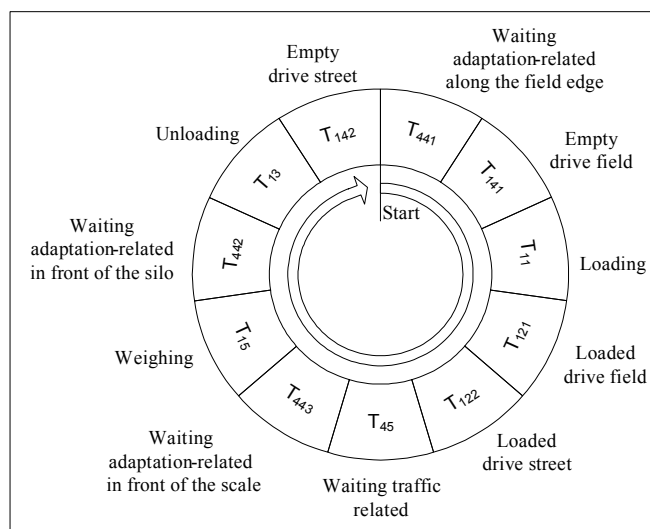 Waiting
adaptation-related
along the field edge
Empty
drive field
Loading
Loaded
drive field
Loaded
drive street
Waiting traffic
related
Waiting
adaptation-related
in front of the scale
Weighing
Waiting
adaptation-related
in front of the silo
Unloading
Empty
drive street
T441
T141
T11
T121
T122
T45
T443
T15
T442
T13
T142
Start